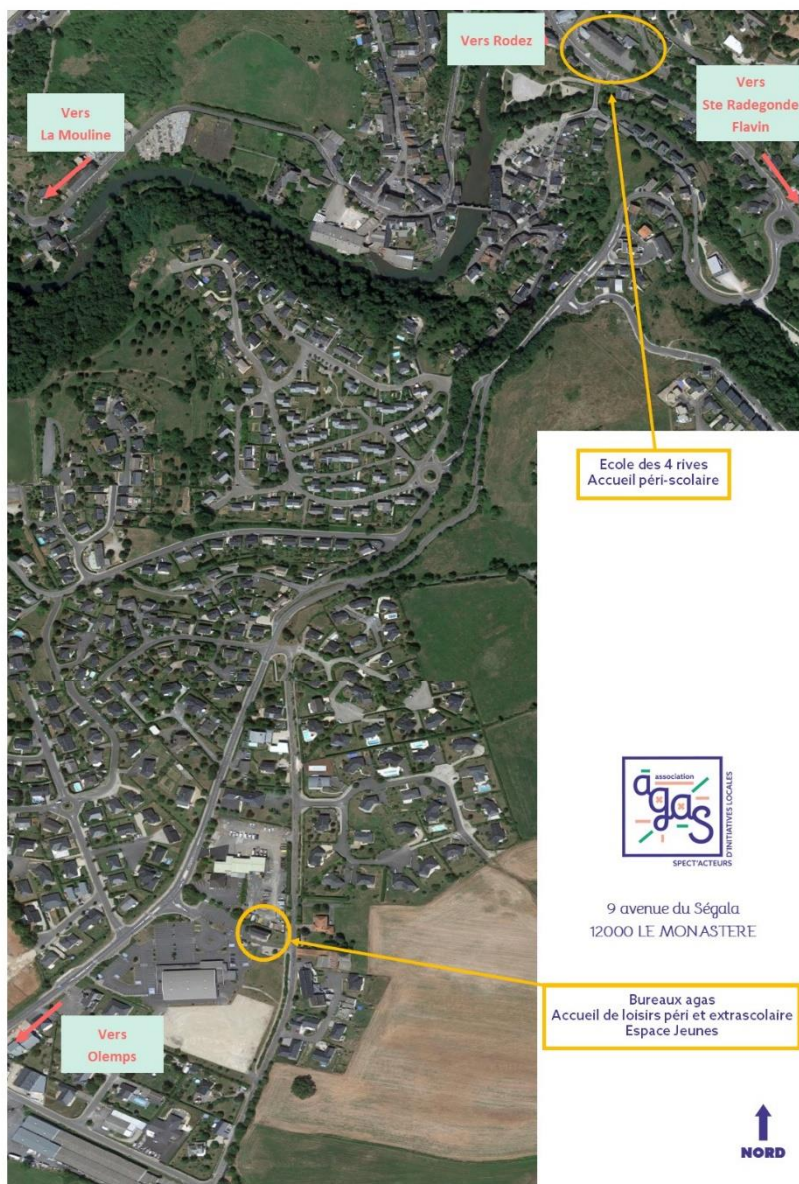 Vers Rodez
Vers
Ste Radegonde
Flavin
Vers
La Mouline
Ecole des 4 rives
Accueil péri-scolaire
association
agas
SPECT'ACTEURS
D'INITIATIVES LOCALES
9 avenue du Ségala
12000 LE MONASTERE
Bureaux agas
Accueil de loisirs péri et extrascolaire
Espace Jeunes
Vers
Olemps
NORD